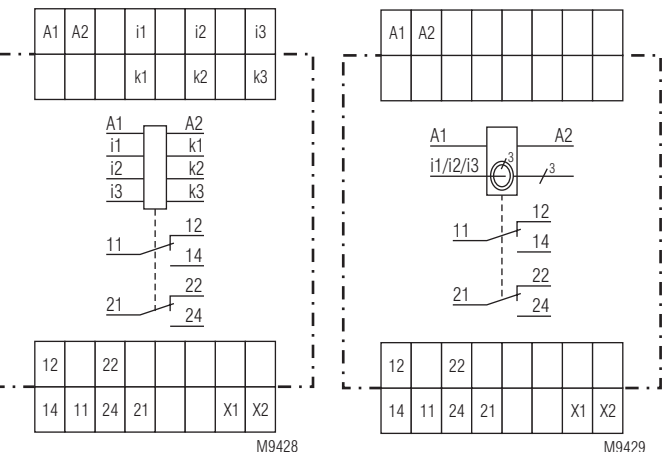 A1 A2 i1 i2 i3
k1 k2 k3
A1 A2
i1 k1
i2 k2
i3 k3
12
11
14
22
21
24
12 22
14 11 24 21 X1 X2
M9428
A1 A2
A1 A2
3
i1/i2/i3 3
12
11
14
22
21
24
12 22
14 11 24 21 X1 X2
M9429